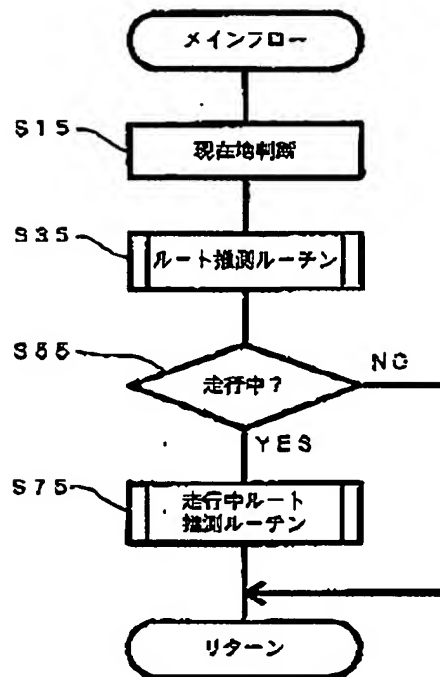 メインフロー
S15
現在地判断
S35
ルート推測ルーチン
S55
走行中？
NO
YES
S75
走行中ルート
推測ルーチン
リターン